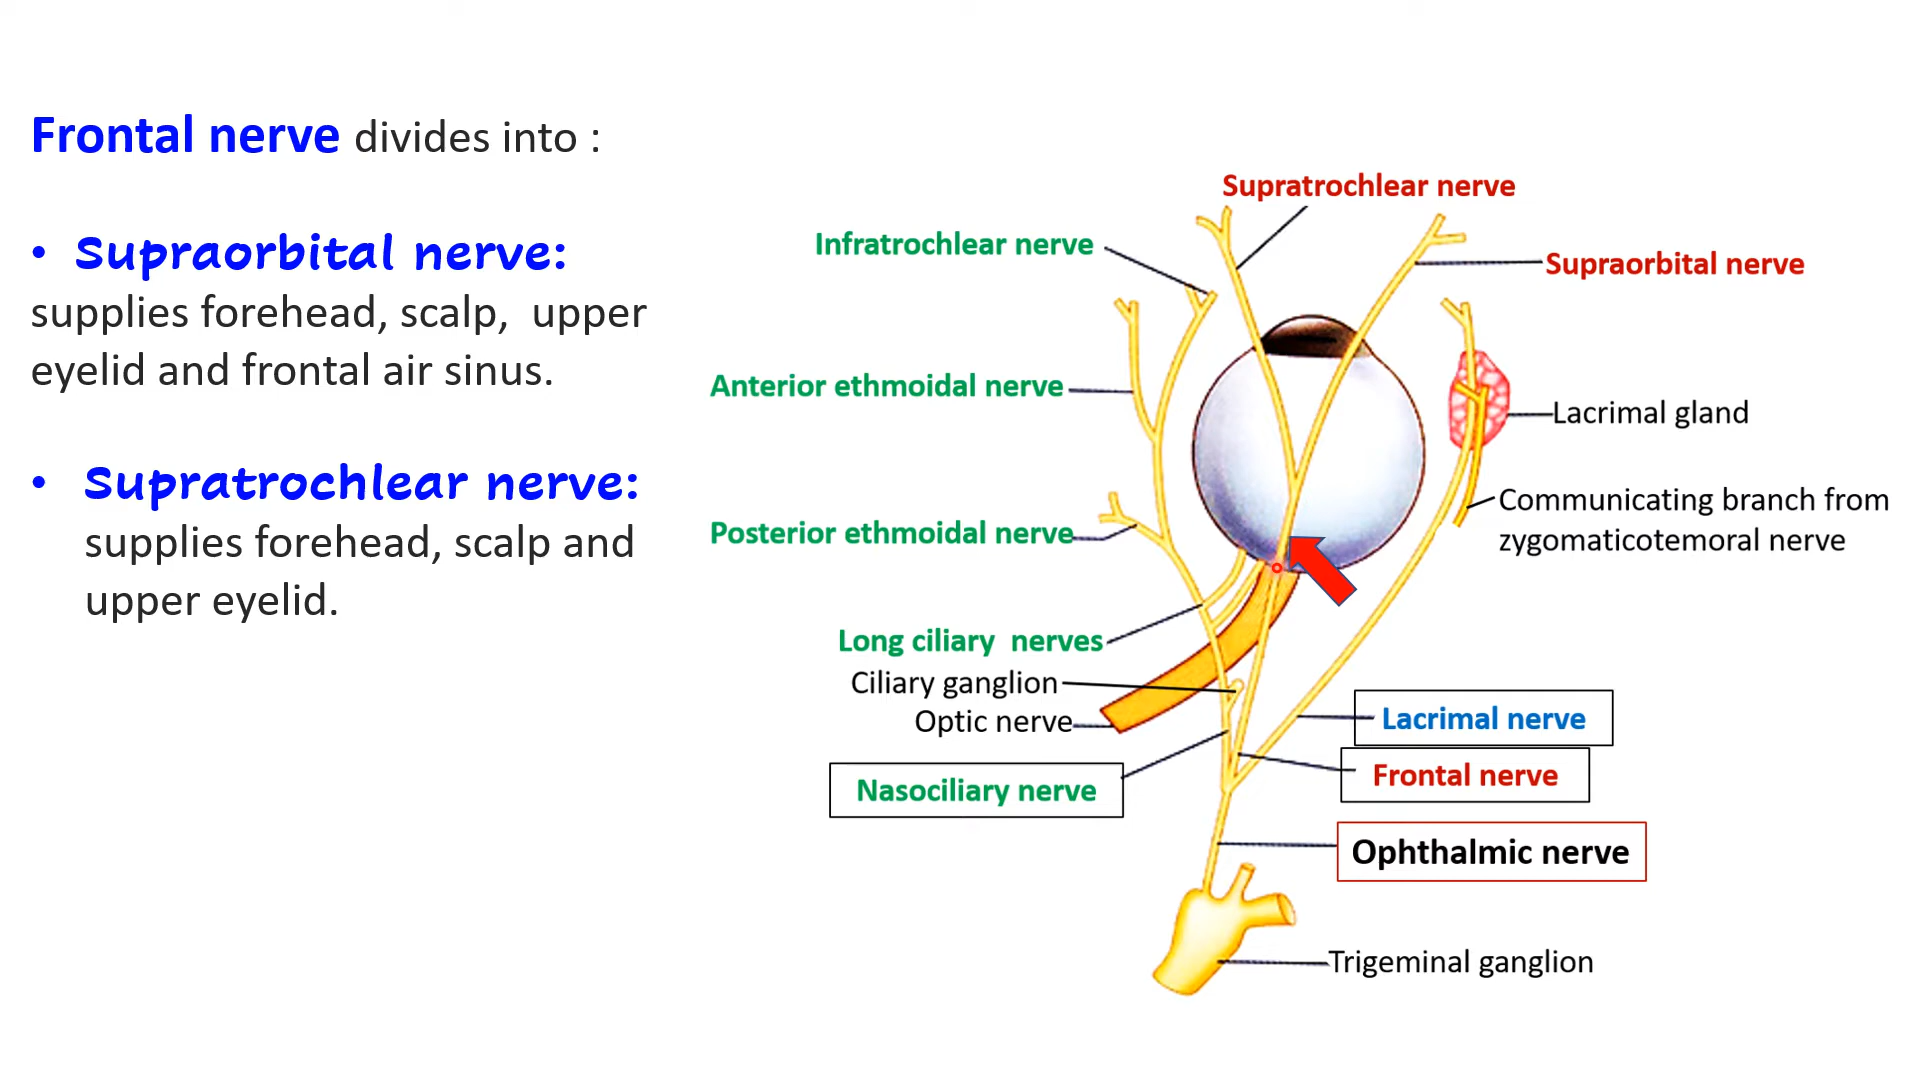 Frontal nerve divides into :
• Supraorbital nerve:
supplies forehead, scalp, upper
eyelid and frontal air sinus.
• Supratrochlear nerve:
supplies forehead, scalp and
upper eyelid.
Supratrochlear nerve
Infratrochlear nerve
Supraorbital nerve
Anterior ethmoidal nerve
Lacrimal gland
Communicating branch from
zygomaticotemoral nerve
Posterior ethmoidal nerve
Long ciliary nerves
Ciliary ganglion
Optic nerve
Lacrimal nerve
Frontal nerve
Nasociliary nerve
Ophthalmic nerve
Trigeminal ganglion